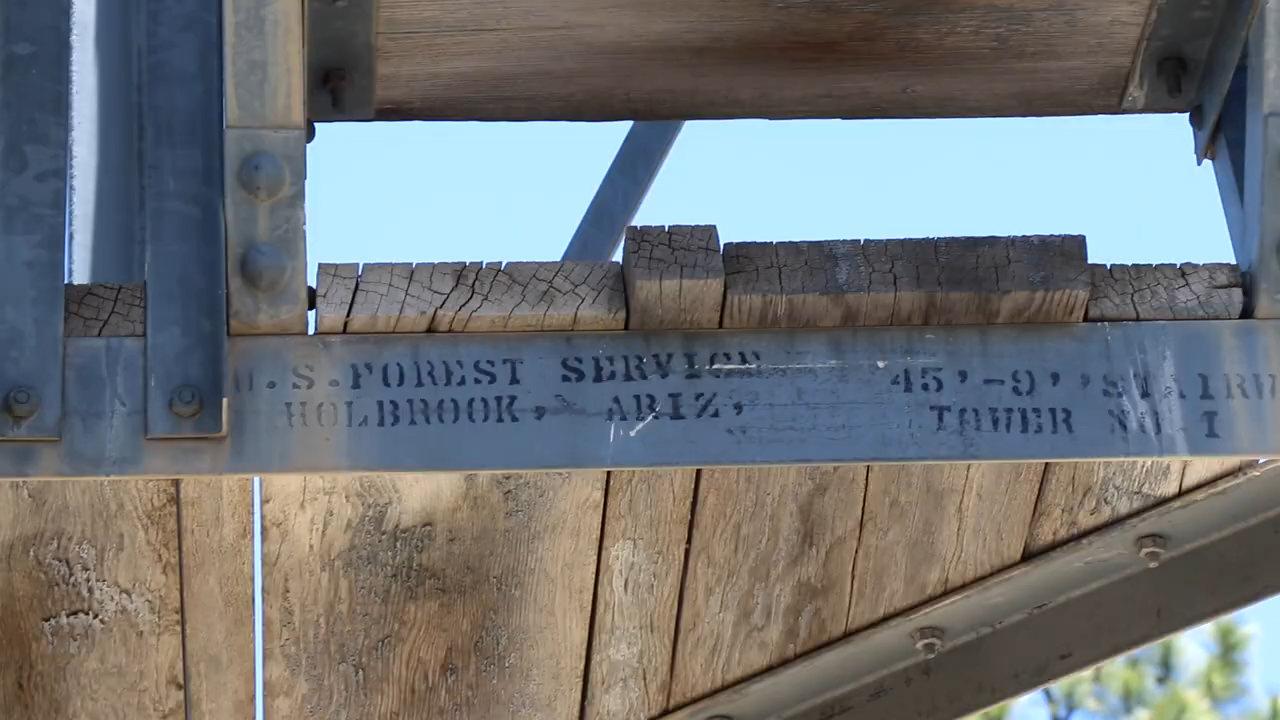 U.S.FOREST SERVICE
HOLBROOK, ARIZ,
45'-9''STAIRW
TOWER NO 1